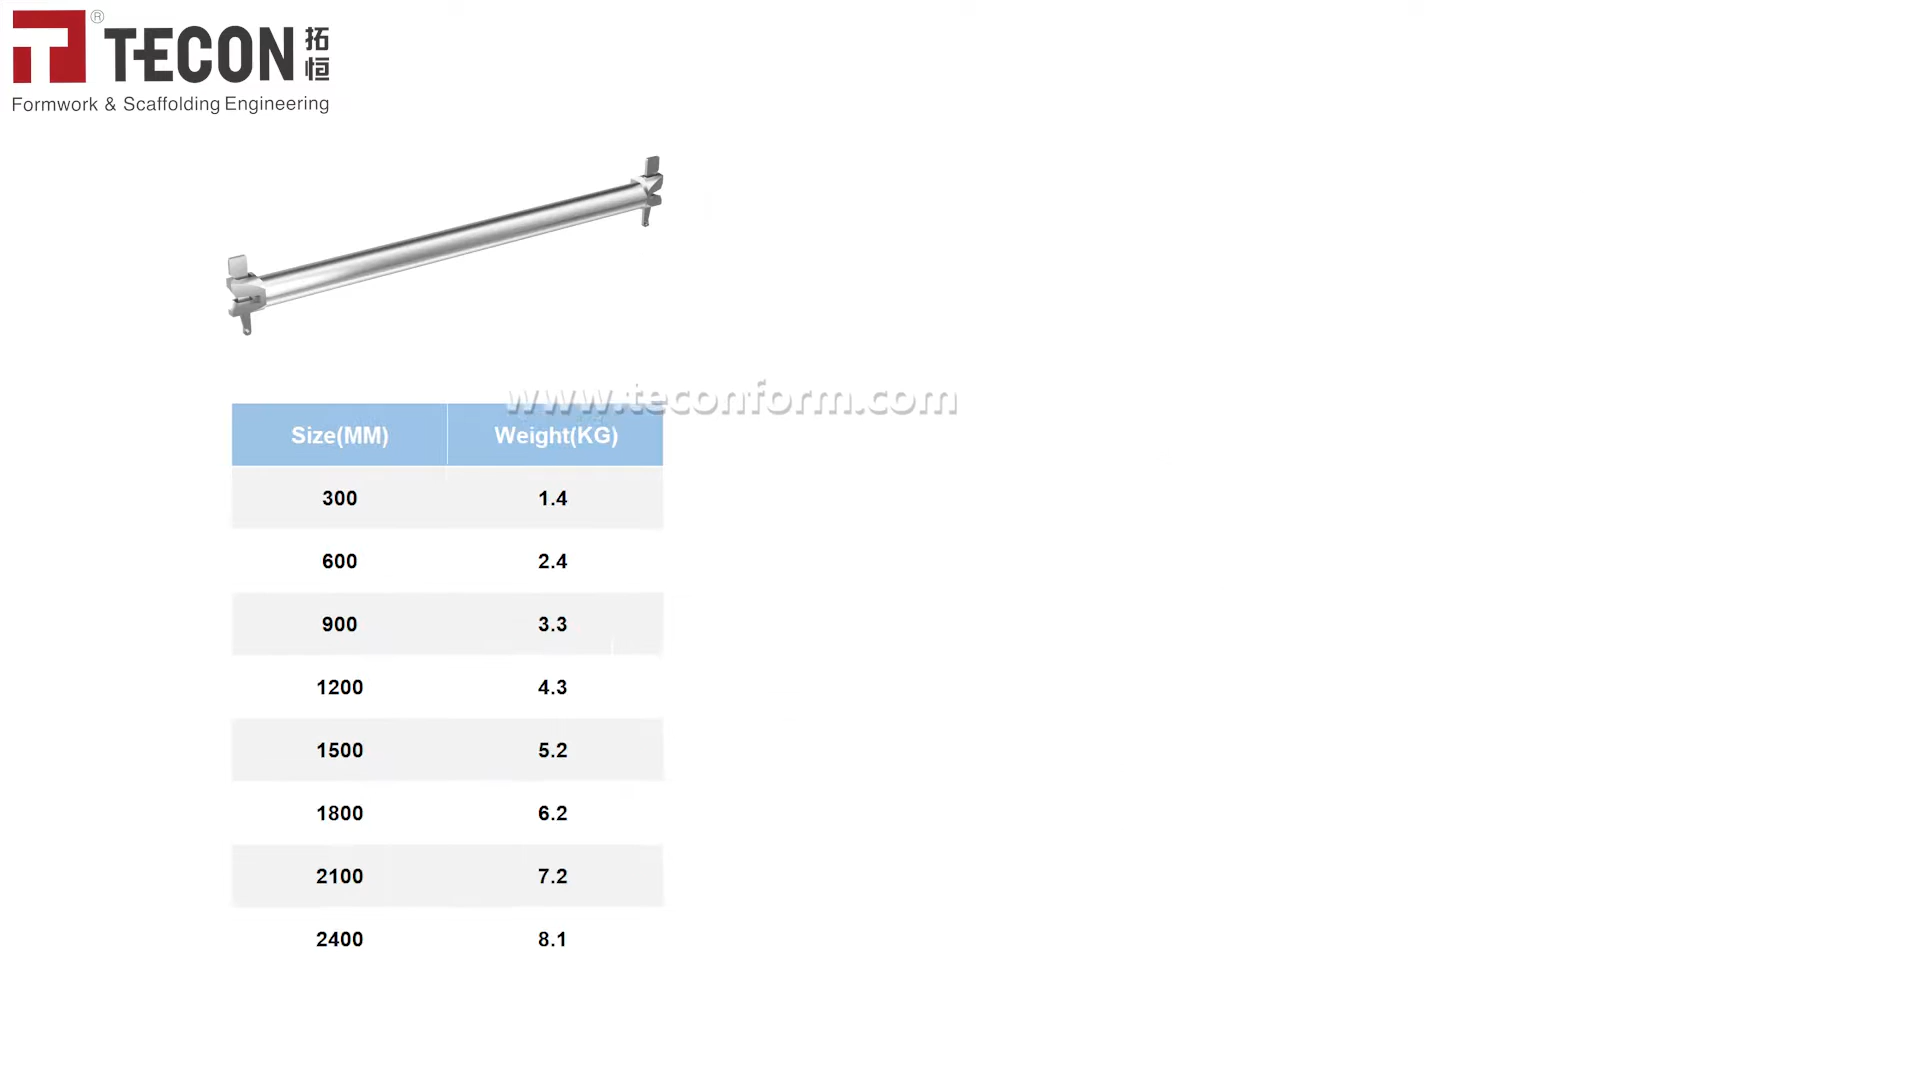 ®
TECON 拓恒
Formwork & Scaffolding Engineering
www.teconform.com
Size(MM) Weight(KG)
300 1.4
600 2.4
900 3.3
1200 4.3
1500 5.2
1800 6.2
2100 7.2
2400 8.1